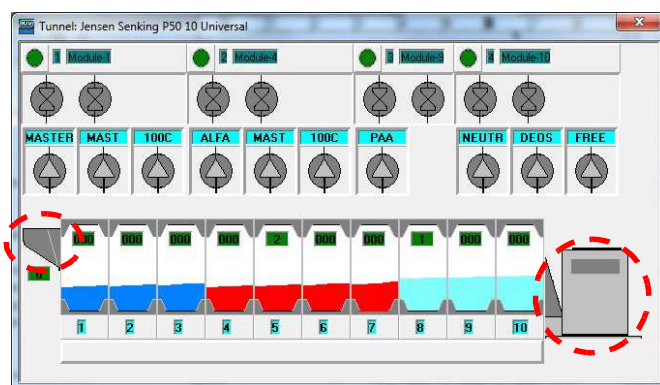 Tunnel: Jensen Senking P50 10 Universal
1 Module-1 2 Module-4 3 Module-9 4 Module-10
MASTER MAST 100C ALFA MAST 100C PAA NEUTR DEOS FREE
000 000 000 000 2 000 000 1 000 000
1 2 3 4 5 6 7 8 9 10